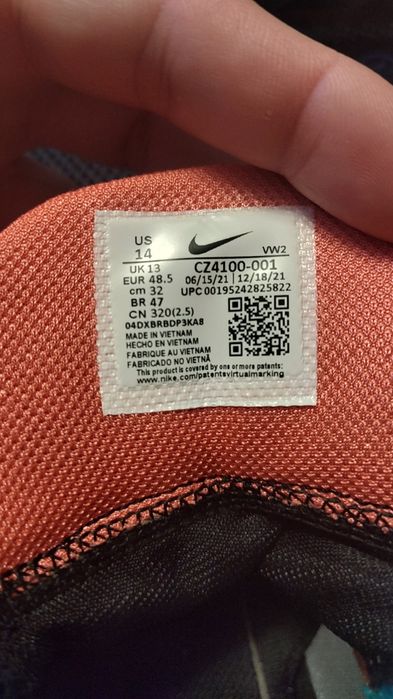 US
14
VW2
UK 13
CZ4100-001
EUR 48.5
06/15/21 | 12/18/21
cm 32
UPC 00195242825822
BR 47
CN 320(2.5)
04DXBRBDP3KA8
MADE IN VIETNAM
HECHO EN VIETNAM
FABRIQUE AU VIETNAM
FABRICADO NO VIETNÃ
This product is covered by one or more patents:
www.nike.com/patentsvirtualmarking